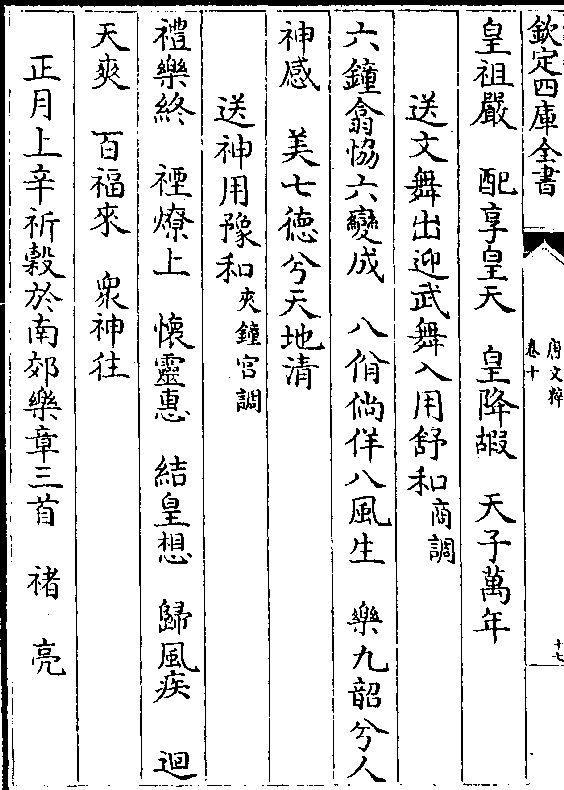 欽定四庫全書
唐文粹
卷十
十七
皇祖嚴　配享皇天　皇降嘏　天子萬年
送文舞出迎武舞入用舒和商調
六鐘翕協六變成　八佾倘佯八風生　樂九韶兮人
神感　美七德兮天地清
送神用豫和夾鐘宮調
禮樂終　禋燎上　懷靈惠　結皇想　歸風疾　迴
天爽　百福來　衆神往
正月上辛祈穀於南郊樂章三首　褚亮